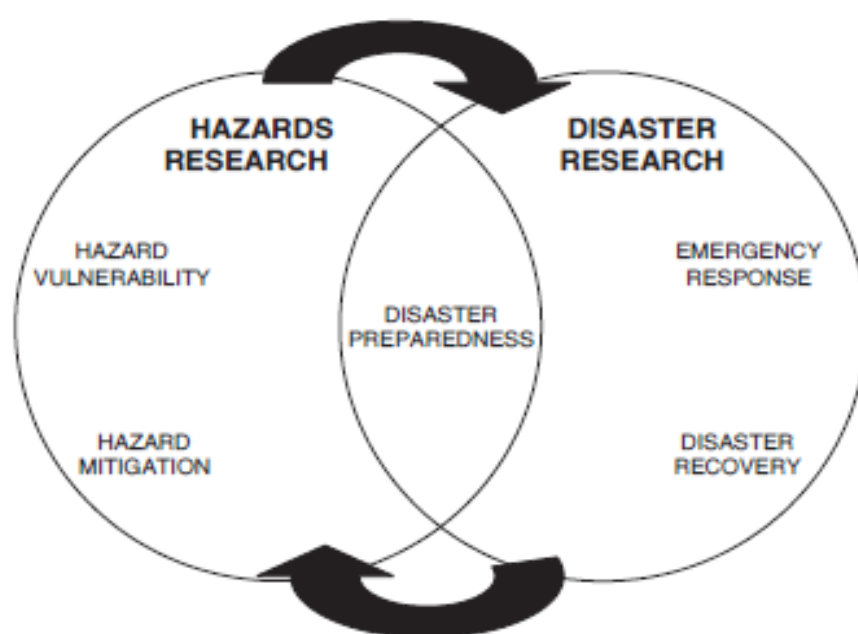 HAZARDS
RESEARCH
DISASTER
RESEARCH
HAZARD
VULNERABILITY
EMERGENCY
RESPONSE
DISASTER
PREPAREDNESS
HAZARD
MITIGATION
DISASTER
RECOVERY